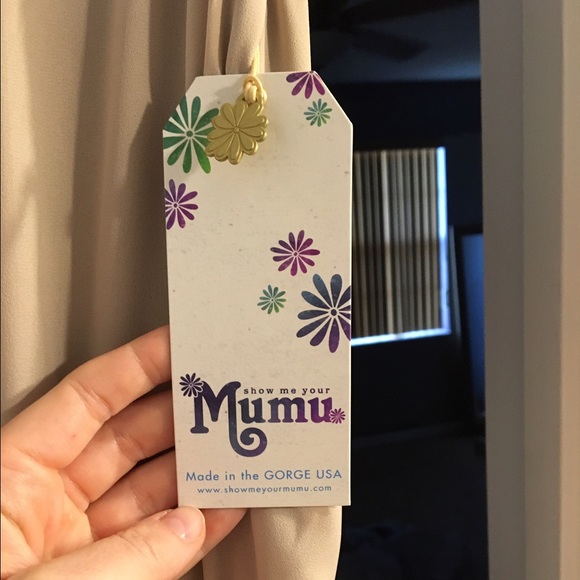 show me your
Mumu
Made in the GORGE USA
www.showmeyourmumu.com